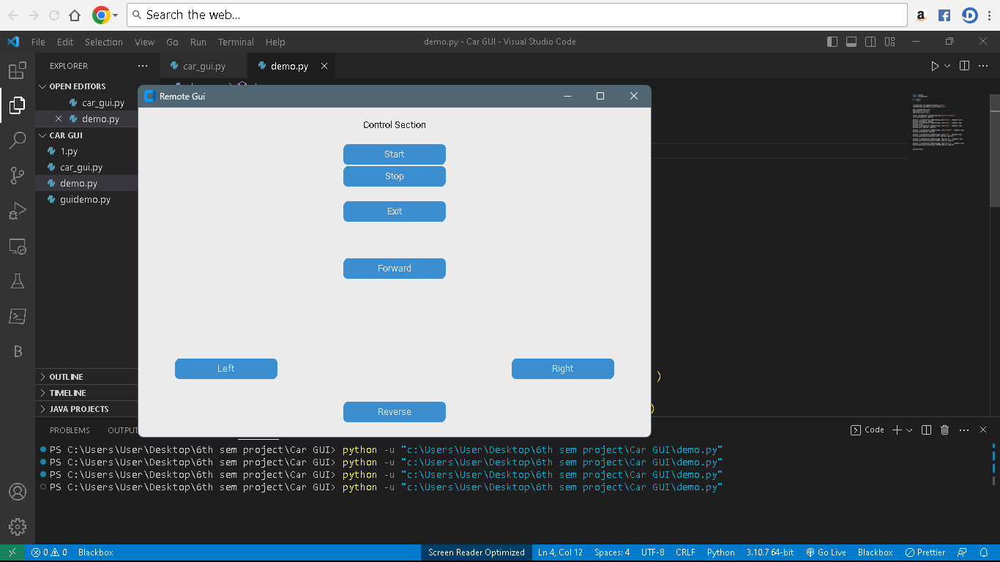 Search the web...
File Edit Selection View Go Run Terminal Help
demo.py - Car GUI - Visual Studio Code
EXPLORER
car_gui.py
demo.py
OPEN EDITORS
car_gui.py
demo.py
CAR GUI
1.py
car_gui.py
demo.py
guidemo.py
OUTLINE
TIMELINE
JAVA PROJECTS
Remote Gui
Control Section
Start
Stop
Exit
Forward
Left
Right
Reverse
)
)
PROBLEMS
OUTPU
Code
PS C:\Users\User\Desktop\6th sem project\Car GUI> python -u "c:\Users\User\Desktop\6th sem project\Car GUI\demo.py"
PS C:\Users\User\Desktop\6th sem project\Car GUI> python -u "c:\Users\User\Desktop\6th sem project\Car GUI\demo.py"
PS C:\Users\User\Desktop\6th sem project\Car GUI> python -u "c:\Users\User\Desktop\6th sem project\Car GUI\demo.py"
PS C:\Users\User\Desktop\6th sem project\Car GUI> python -u "c:\Users\User\Desktop\6th sem project\Car GUI\demo.py"
0 0 Blackbox
Screen Reader Optimized Ln 4, Col 12 Spaces: 4 UTF-8 CRLF Python 3.10.7 64-bit Go Live Blackbox Prettier